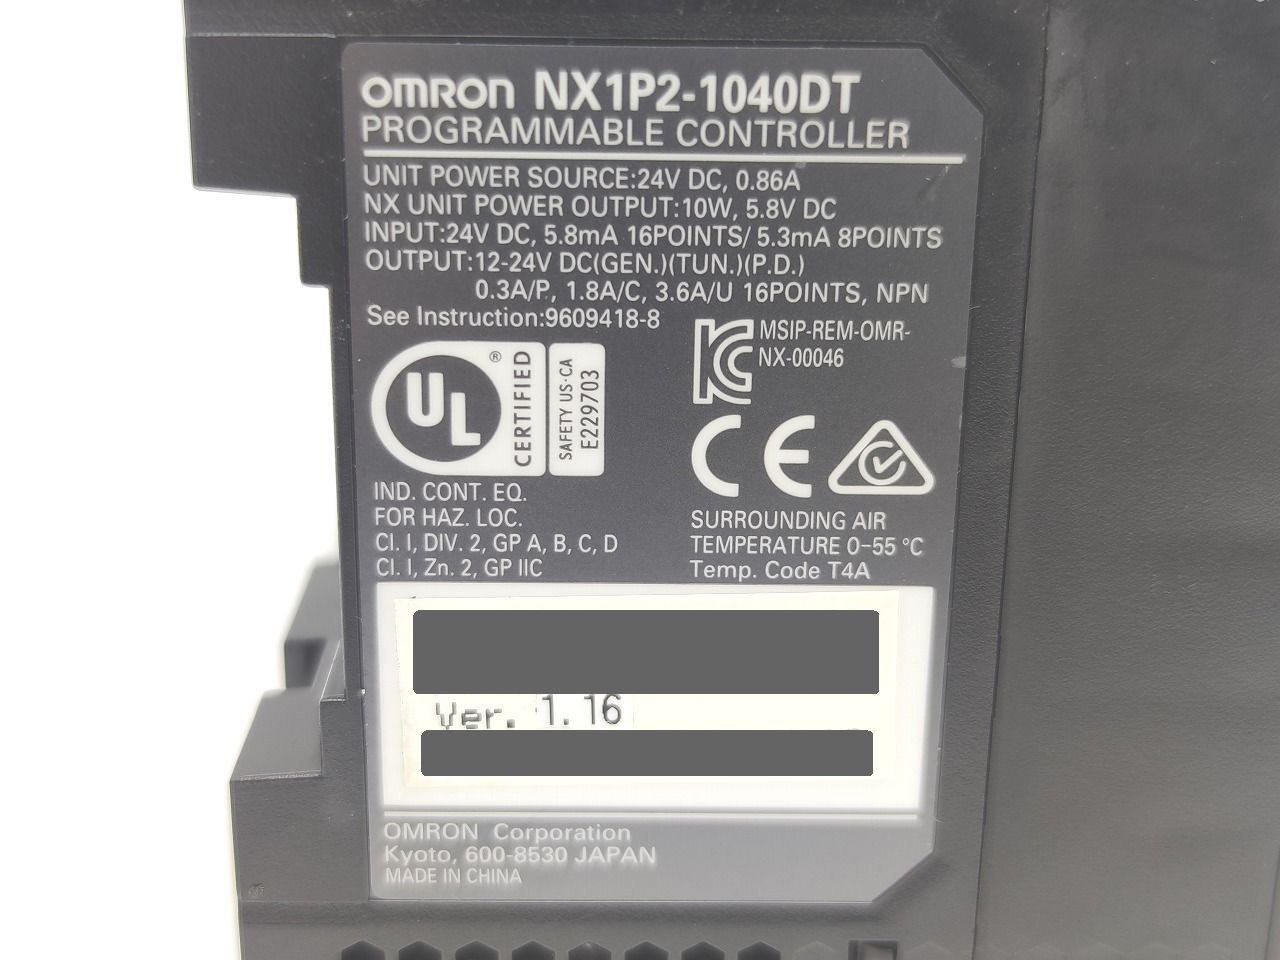 OMRON NX1P2-1040DT
PROGRAMMABLE CONTROLLER
UNIT POWER SOURCE:24V DC, 0.86A
NX UNIT POWER OUTPUT:10W, 5.8V DC
INPUT:24V DC, 5.8mA 16POINTS/ 5.3mA 8POINTS
OUTPUT:12-24V DC(GEN.)(TUN.)(P.D.)
0.3A/P, 1.8A/C, 3.6A/U 16POINTS, NPN
See Instruction:9609418-8
MSIP-REM-OMR-
NX-00046
UL ®
CERTIFIED
SAFETY US·CA
E229703
CE
IND. CONT. EQ.
FOR HAZ. LOC.
Cl. I, DIV. 2, GP A, B, C, D
Cl. I, Zn. 2, GP IIC
SURROUNDING AIR
TEMPERATURE 0-55 °C
Temp. Code T4A
Ver. 1.16
OMRON Corporation
Kyoto, 600-8530 JAPAN
MADE IN CHINA